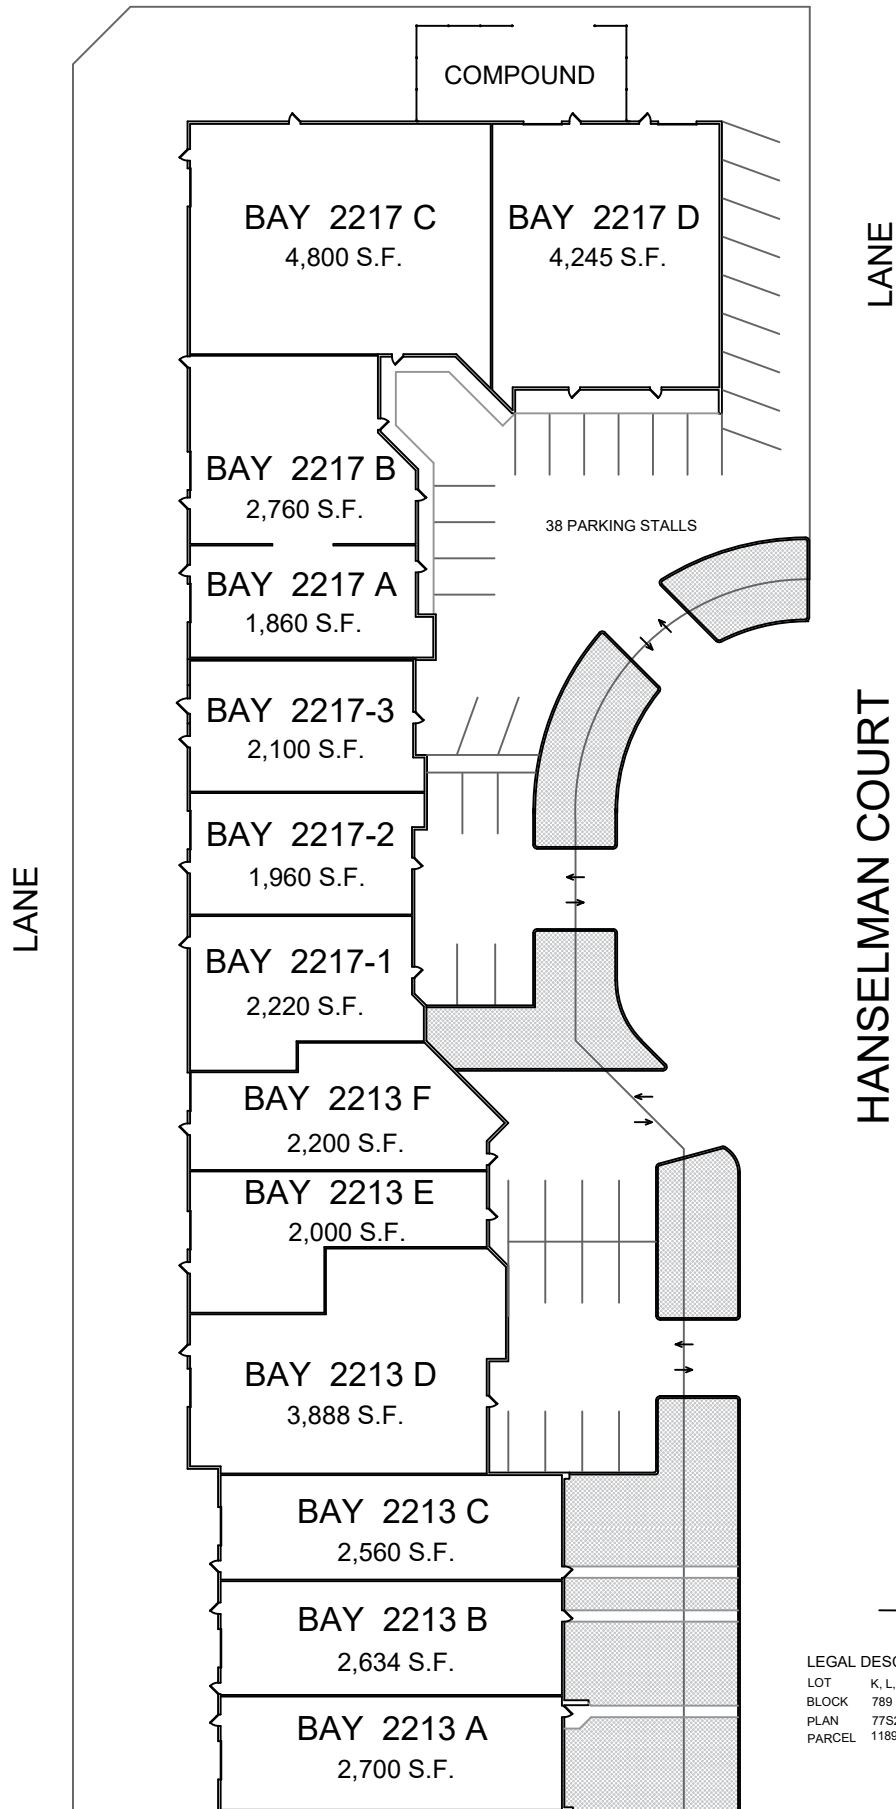 COMPOUND
BAY 2217 C
4,800 S.F.
BAY 2217 D
4,245 S.F.
LANE
BAY 2217 B
2,760 S.F.
38 PARKING STALLS
BAY 2217 A
1,860 S.F.
BAY 2217-3
2,100 S.F.
HANSELMAN COURT
BAY 2217-2
1,960 S.F.
LANE
BAY 2217-1
2,220 S.F.
BAY 2213 F
2,200 S.F.
BAY 2213 E
2,000 S.F.
BAY 2213 D
3,888 S.F.
BAY 2213 C
2,560 S.F.
BAY 2213 B
2,634 S.F.
BAY 2213 A
2,700 S.F.
LEGAL
LOT K, L,
BLOCK 789
PLAN
PARCEL